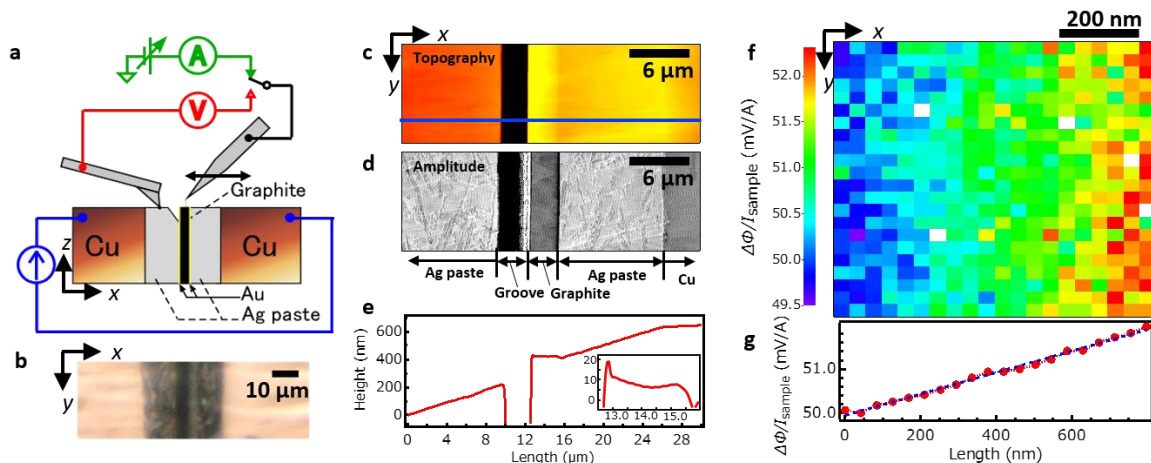 a
A
V
Graphite
Cu
Cu
z
x
Au
Ag paste
b
x
y
10 µm
x
y
c
Topography
6 µm
d
Amplitude
6 µm
Ag paste
Groove
Graphite
Ag paste
Cu
e
Height (nm)
600
400
200
0
20
10
0
13.0
14.0
15.0
0
4
8
12
16
20
24
28
Length (µm)
f
x
y
200 nm
ΔΦ/Isample (mV/A)
52.0
51.5
51.0
50.5
50.0
49.5
g
ΔΦ/Isample (mV/A)
51.0
50.0
0
200
400
600
Length (nm)